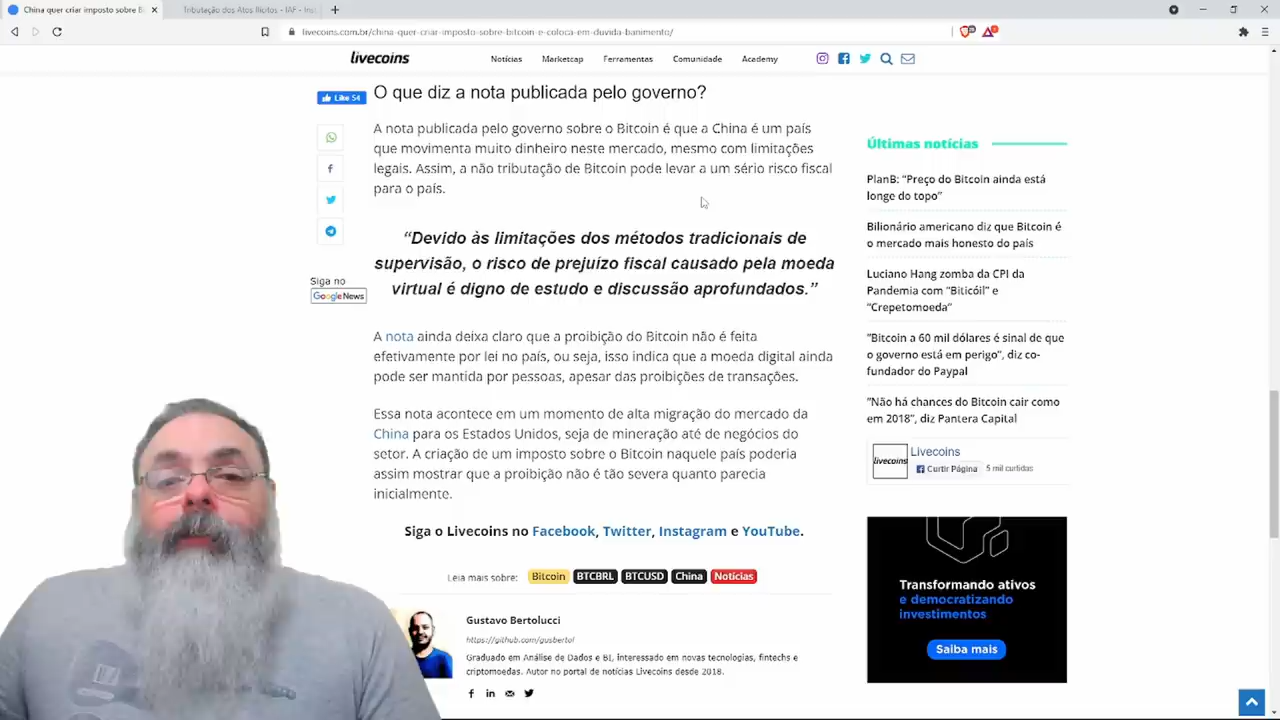 China quer criar imposto sobre B
Tributação dos Atos Ilícitos - IAF - Inst
livecoins.com.br/china-quer-criar-imposto-sobre-bitcoin-e-coloca-em-duvida-banimento/
livecoins
Notícias
Marketcap
Ferramentas
Comunidade
Academy
Like 54
O que diz a nota publicada pelo governo?
A nota publicada pelo governo sobre o Bitcoin é que a China é um país
que movimenta muito dinheiro neste mercado, mesmo com limitações
legais. Assim, a não tributação de Bitcoin pode levar a um sério risco fiscal
para o país.
“Devido às limitações dos métodos tradicionais de
supervisão, o risco de prejuízo fiscal causado pela moeda
virtual é digno de estudo e discussão aprofundados.”
Siga no
Google News
A nota ainda deixa claro que a proibição do Bitcoin não é feita
efetivamente por lei no país, ou seja, isso indica que a moeda digital ainda
pode ser mantida por pessoas, apesar das proibições de transações.
Essa nota acontece em um momento de alta migração do mercado da
China para os Estados Unidos, seja de mineração até de negócios do
setor. A criação de um imposto sobre o Bitcoin naquele país poderia
assim mostrar que a proibição não é tão severa quanto parecia
inicialmente.
Siga o Livecoins no Facebook, Twitter, Instagram e YouTube.
Leia mais sobre: Bitcoin BTCBRL BTCUSD China Notícias
Gustavo Bertolucci
https://github.com/gusbertol
Graduado em Análise de Dados e BI, interessado em novas tecnologias, fintechs e
criptomoedas. Autor no portal de notícias Livecoins desde 2018.
Últimas notícias
PlanB: “Preço do Bitcoin ainda está
longe do topo”
Bilionário americano diz que Bitcoin é
o mercado mais honesto do país
Luciano Hang zomba da CPI da
Pandemia com “Biticóil” e
“Crepetomoeda”
“Bitcoin a 60 mil dólares é sinal de que
o governo está em perigo”, diz co-
fundador do Paypal
“Não há chances do Bitcoin cair como
em 2018”, diz Pantera Capital
livecoins
Livecoins
Curtir Página
5 mil curtidas
Transformando ativos
e democratizando
investimentos
Saiba mais